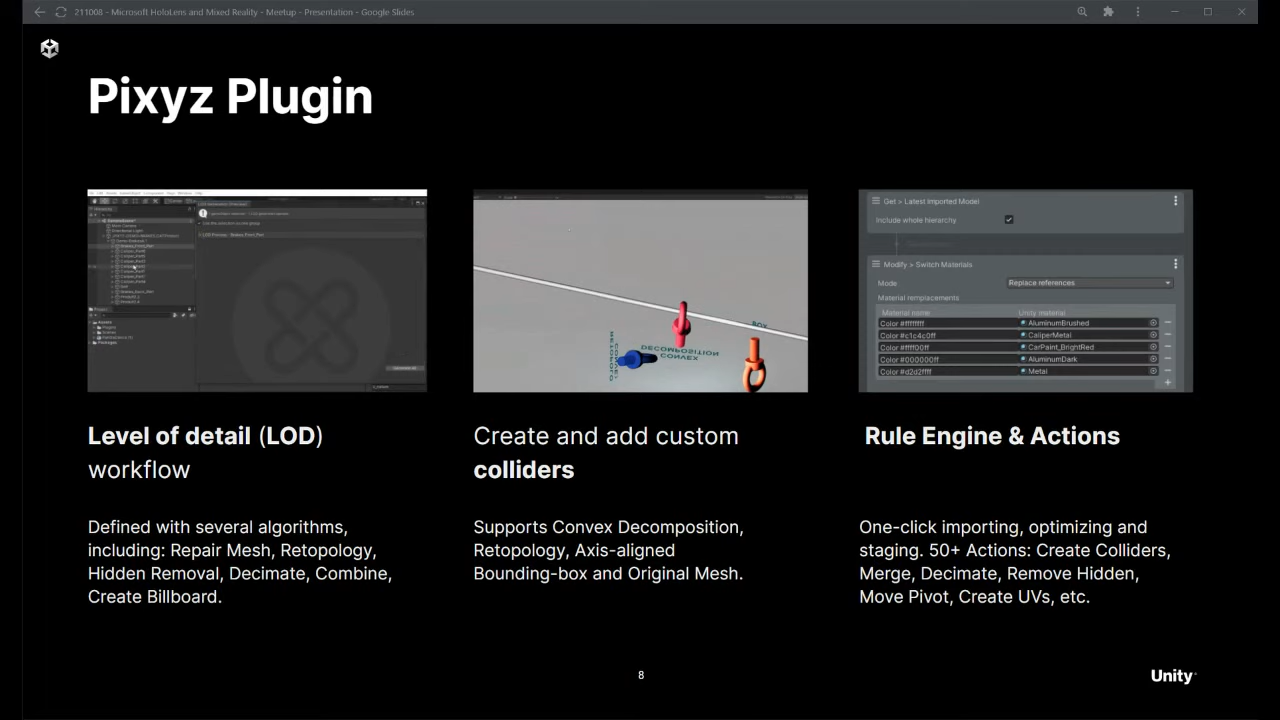 211008 - Microsoft HoloLens and Mixed Reality - Meetup - Presentation - Google Slides
Pixyz Plugin
Get > Latest Imported Model
Include whole hierarchy
Modify > Switch Materials
Mode
Replace references
Material remplacements
Material name Unity material
Color #ffffffff AluminumBrushed
Color #c1c4c0ff CaliperMetal
Color #ffff00ff CarPaint_BrightRed
Color #000000ff AluminumDark
Color #d2d2ffff Metal
BOX
DECOMPOSITION
CONVEX
Level of detail (LOD)
workflow
Defined with several algorithms,
including: Repair Mesh, Retopology,
Hidden Removal, Decimate, Combine,
Create Billboard.
Create and add custom
colliders
Supports Convex Decomposition,
Retopology, Axis-aligned
Bounding-box and Original Mesh.
Rule Engine & Actions
One-click importing, optimizing and
staging. 50+ Actions: Create Colliders,
Merge, Decimate, Remove Hidden,
Move Pivot, Create UVs, etc.
8
Unity